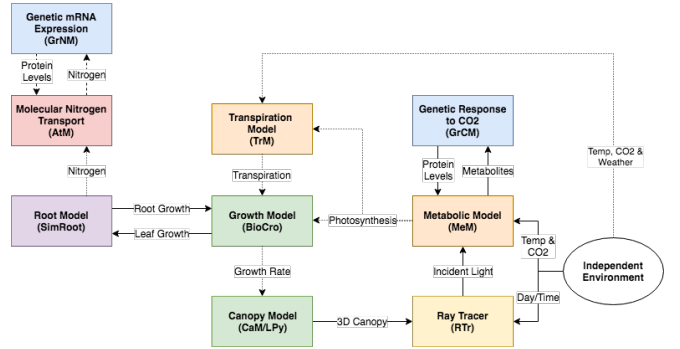 Genetic mRNA
Expression
(GrNM)
Protein
Levels
Nitrogen
Molecular Nitrogen
Transport
(AtM)
Nitrogen
Root Model
(SimRoot)
Root Growth
Leaf Growth
Transpiration Model
(TrM)
Transpiration
Growth Model
(BioCro)
Growth Rate
Canopy Model
(CaM/LPy)
3D Canopy
Photosynthesis
Genetic Response
to CO2
(GrCM)
Protein
Levels
Metabolites
Metabolic Model
(MeM)
Incident Light
Ray Tracer
(RTr)
Temp, CO2 &
Weather
Temp &
CO2
Day/Time
Independent
Environment